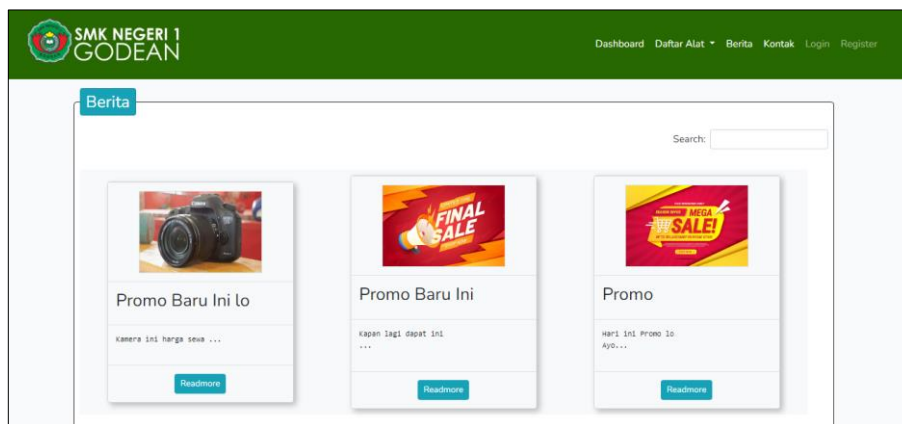 SMK NEGERI 1
GODEAN
Dashboard Daftar Alat Berita Kontak Login Register
Berita
Search:
Canon
FINAL
SALE
MEGA
SALE!
Promo Baru Ini lo
Promo Baru Ini
Promo
Kamera ini harga sewa ...
Kapan lagi dapat ini
...
Hari ini Promo lo
Ayo...
Readmore
Readmore
Readmore